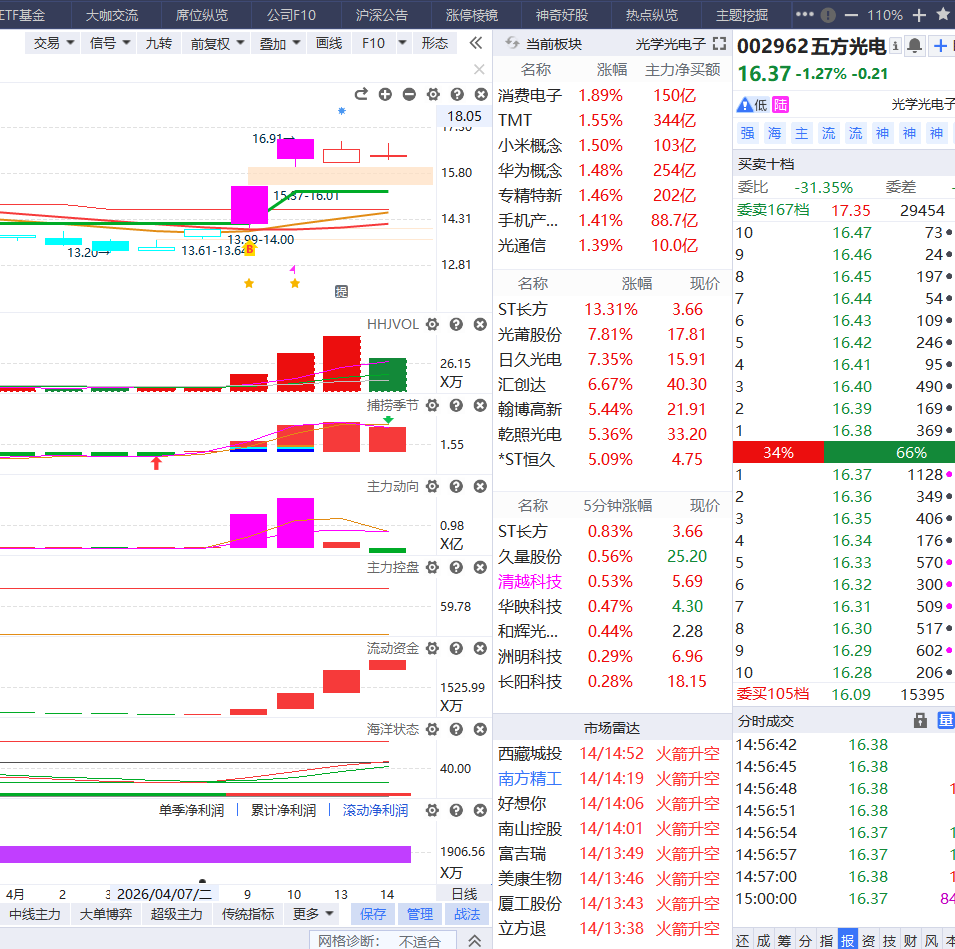 ETF基金 大咖交流 席位纵览 公司F10 沪深公告 涨停棱镜 神奇好股 热点纵览 主题挖掘 ••• 110%
交易 信号 九转 前复权 叠加 画线 F10 形态
18.05
17.30
16.91
15.80
15.37-16.01
14.31
13.99-14.00
13.20
13.61-13.64
B
12.81
提
HHJVOL
26.15
X万
捕捞季节
1.55
主力动向
0.98
X亿
主力控盘
59.78
流动资金
1525.99
X万
海洋状态
40.00
单季净利润 累计净利润 滚动净利润
1906.56
X万
4月 2 3 2026/04/07/二 9 10 13 14 日线
中线主力 大单博弈 超级主力 传统指标 更多 保存 管理 战法
网格诊断: 不适合
当前板块 光学光电子
名称 涨幅 主力净买额
消费电子 1.89% 150亿
TMT 1.55% 344亿
小米概念 1.50% 103亿
华为概念 1.48% 254亿
专精特新 1.46% 202亿
手机产... 1.41% 88.7亿
光通信 1.39% 10.0亿
名称 涨幅 现价
ST长方 13.31% 3.66
光莆股份 7.81% 17.81
日久光电 7.35% 15.91
汇创达 6.67% 40.30
翰博高新 5.44% 21.91
乾照光电 5.36% 33.20
*ST恒久 5.09% 4.75
名称 5分钟涨幅 现价
ST长方 0.83% 3.66
久量股份 0.56% 25.20
清越科技 0.53% 5.69
华映科技 0.47% 4.30
和辉光... 0.44% 2.28
洲明科技 0.29% 6.96
长阳科技 0.28% 18.15
市场雷达
西藏城投 14/14:52 火箭升空
南方精工 14/14:19 火箭升空
好想你 14/14:06 火箭升空
南山控股 14/14:01 火箭升空
富吉瑞 14/13:49 火箭升空
美康生物 14/13:46 火箭升空
厦工股份 14/13:43 火箭升空
立方退 14/13:38 火箭升空
002962 五方光电
16.37 -1.27% -0.21
低 陆 光学光电子
强 海 主 流 流 神 神 神
买卖十档
委比 -31.35% 委差 -
委卖167档 17.35 29454
10 16.47 73
9 16.46 24
8 16.45 197
7 16.44 54
6 16.43 109
5 16.42 246
4 16.41 95
3 16.40 490
2 16.39 169
1 16.38 369
34% 66%
1 16.37 1128
2 16.36 349
3 16.35 406
4 16.34 176
5 16.33 570
6 16.32 300
7 16.31 509
8 16.30 517
9 16.29 602
10 16.28 206
委买105档 16.09 15395
分时成交 量
14:56:42 16.38
14:56:45 16.38
14:56:48 16.38 1
14:56:51 16.38
14:56:54 16.37 1
14:56:57 16.37 1
14:57:00 16.38 1
15:00:00 16.37 84
还 成 筹 分 指 报 资 技 财 风 本